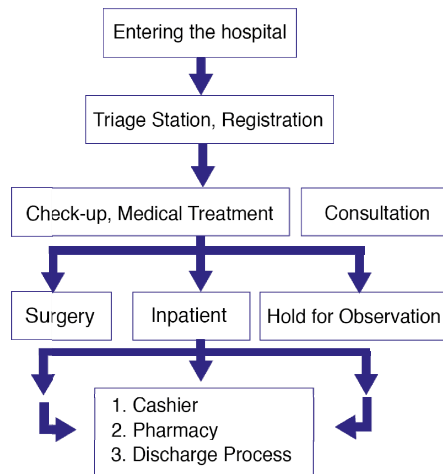 Entering the hospital
Triage Station, Registration
Check-up, Medical Treatment
Consultation
Surgery
Inpatient
Hold for Observation
1. Cashier
2. Pharmacy
3. Discharge Process